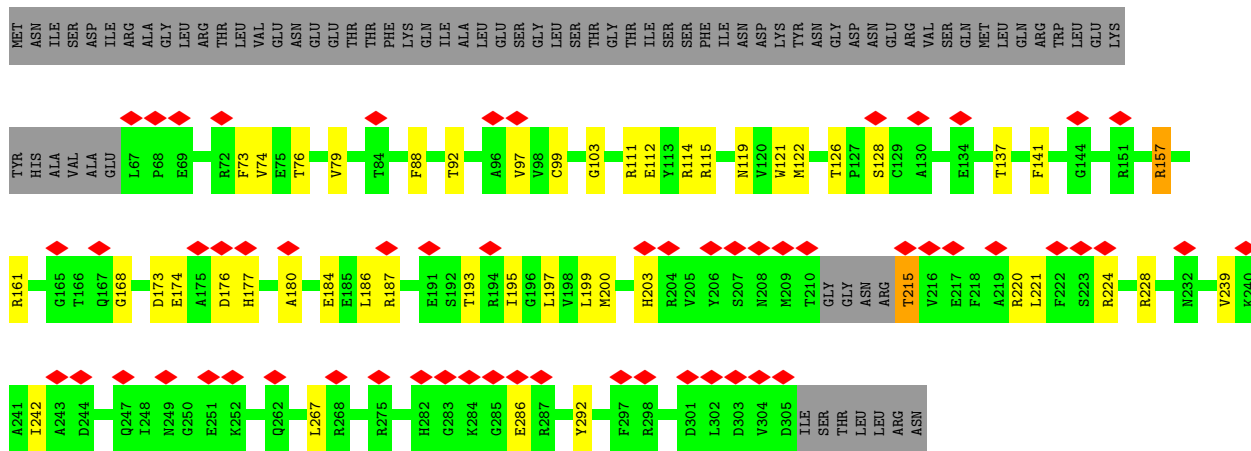 MET ASN ILE SER ASP ILE ARG ALA GLY LEU ARG THR LEU VAL GLU ASN GLU GLU THR THR PHE LYS GLN ILE ALA LEU GLU SER GLY LEU SER THR GLY THR ILE SER SER PHE ILE ASN ASP LYS TYR ASN GLY ASP ASN GLU ARG VAL SER GLN MET LEU GLN ARG TRP LEU GLU LYS
TYR HIS ALA VAL ALA GLU L67 P68 E69 R72 F73 V74 E75 T76 V79 T84 F88 T92 A96 V97 V98 C99 G103 R111 E112 Y113 R114 R115 N119 V120 W121 M122 T126 P127 S128 C129 A130 E134 T137 F141 G144 R151 R157
R161 G165 T166 Q167 G168 D173 E174 A175 D176 H177 A180 E184 E185 L186 R187 E191 S192 T193 R194 I195 G196 L197 V198 L199 M200 H203 R204 V205 Y206 S207 N208 M209 T210 GLY GLY ASN ARG T215 V216 E217 F218 A219 R220 L221 F222 S223 R224 R228 N232 V239 K240
A241 I242 A243 D244 Q247 I248 N249 G250 E251 K252 Q262 L267 R268 R275 H282 G283 K284 G285 E286 R287 Y292 F297 R298 D301 L302 D303 V304 D305 ILE SER THR LEU LEU ARG ASN